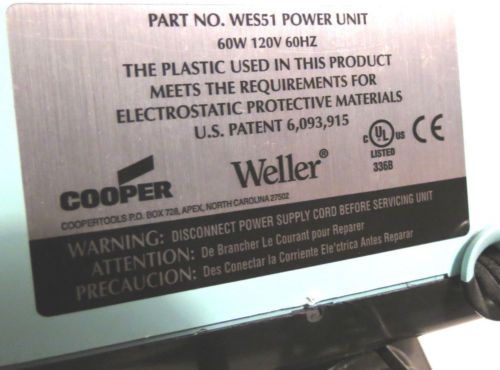 PART NO. WES51 POWER UNIT
60W 120V 60HZ
THE PLASTIC USED IN THIS PRODUCT
MEETS THE REQUIREMENTS FOR
ELECTROSTATIC PROTECTIVE MATERIALS
U.S. PATENT 6,093,915
C UL US CE
LISTED
336B
COOPER Weller®
COOPERTOOLS P.O. BOX 728, APEX, NORTH CAROLINA 27502
WARNING: DISCONNECT POWER SUPPLY CORD BEFORE SERVICING UNIT
ATTENTION: De Brancher Le Courant pour Reparer
PRECAUCION: Des Conectar la Corriente Ele'ctrica Antes Reparar